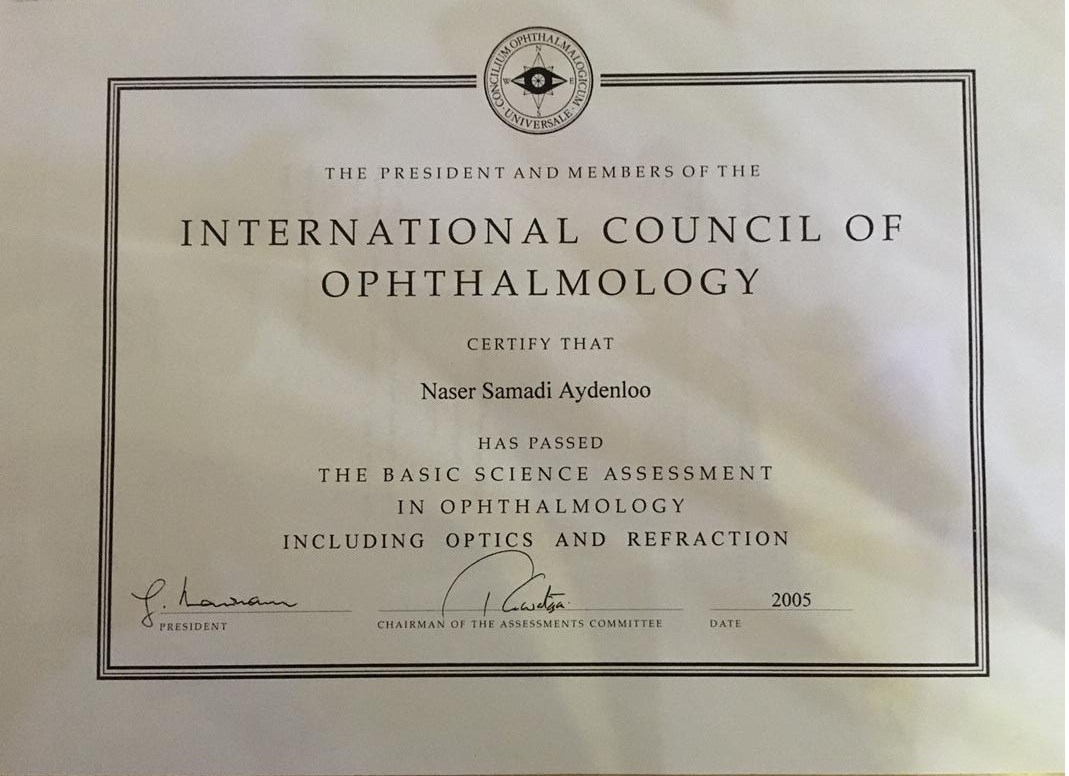 CONCILIUM OPHTHALMALOGICUM
UNIVERSALE
N
W E
S
THE PRESIDENT AND MEMBERS OF THE
INTERNATIONAL COUNCIL OF
OPHTHALMOLOGY
CERTIFY THAT
Naser Samadi Aydenloo
HAS PASSED
THE BASIC SCIENCE ASSESSMENT
IN OPHTHALMOLOGY
INCLUDING OPTICS AND REFRACTION
2005
PRESIDENT CHAIRMAN OF THE ASSESSMENTS COMMITTEE DATE